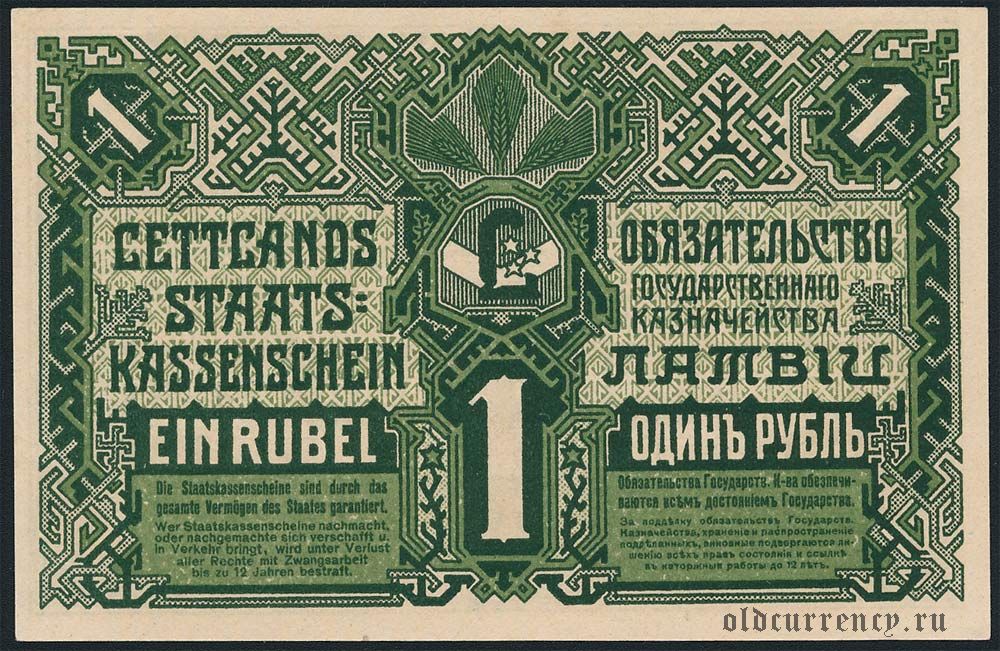 1
1
LETTLANDS
STAATS=
KASSENSCHEIN
EIN RUBEL
Die Staatskassenscheine sind durch das
gesamte Vermögen des Staates garantiert.
Wer Staatskassenscheine nachmacht,
oder nachgemachte sich verschafft u.
in Verkehr bringt, wird unter Verlust
aller Rechte mit Zwangsarbeit
bis zu 12 Jahren bestraft.
L
1
ОБЯЗАТЕЛЬСТВО
ГОСУДАРСТВЕННАГО
КАЗНАЧЕЙСТВА
ЛАТВІИ
ОДИНЪ РУБЛЬ
Обязательства Государств. К-ва обезпечи-
ваются всѣмъ достояніемъ Государства.
За поддѣлку обязательствъ Государств.
Казначейства, храненіе и распространеніе
поддѣланныхъ, виновные подвергаются ли-
шенію всѣхъ правъ состоянія и ссылкѣ
въ каторжныя работы до 12 лѣтъ.
oldcurrency.ru